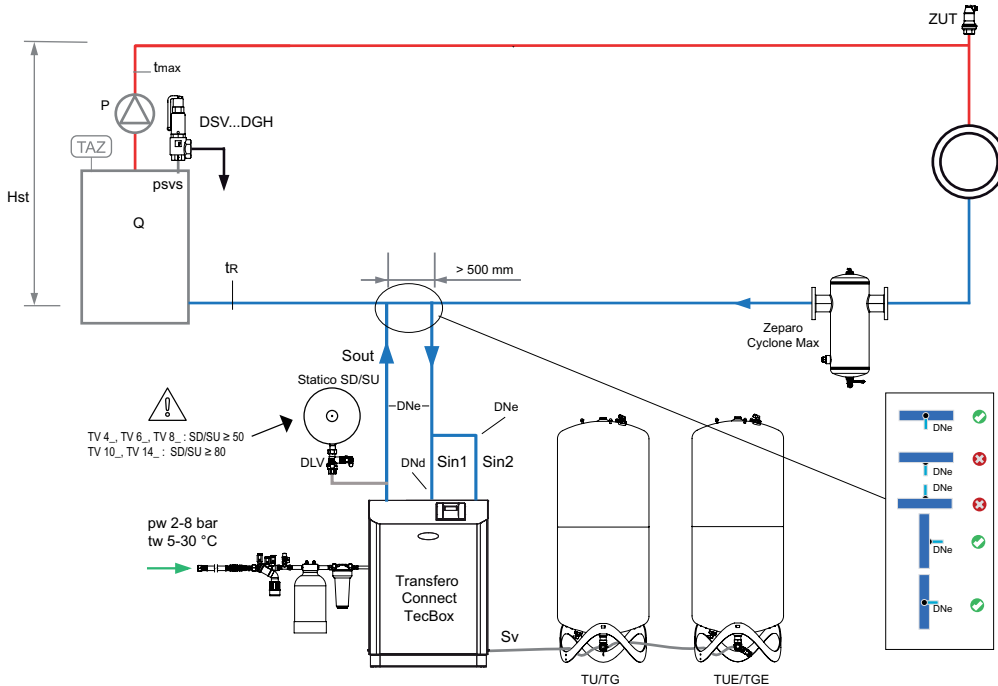 ZUT
tmax
P
DSV...DGH
TAZ
psvs
Hst
Q
tR
> 500 mm
Zeparo
Cyclone Max
Sout
Statico SD/SU
DNe
DNe
TV 4_, TV 6_, TV 8_ : SD/SU ≥ 50
TV 10_, TV 14_ : SD/SU ≥ 80
DLV
DNd
Sin1
Sin2
pw 2-8 bar
tw 5-30 °C
Transfero
Connect
TecBox
Sv
TU/TG
TUE/TGE
DNe
DNe
DNe
DNe
DNe